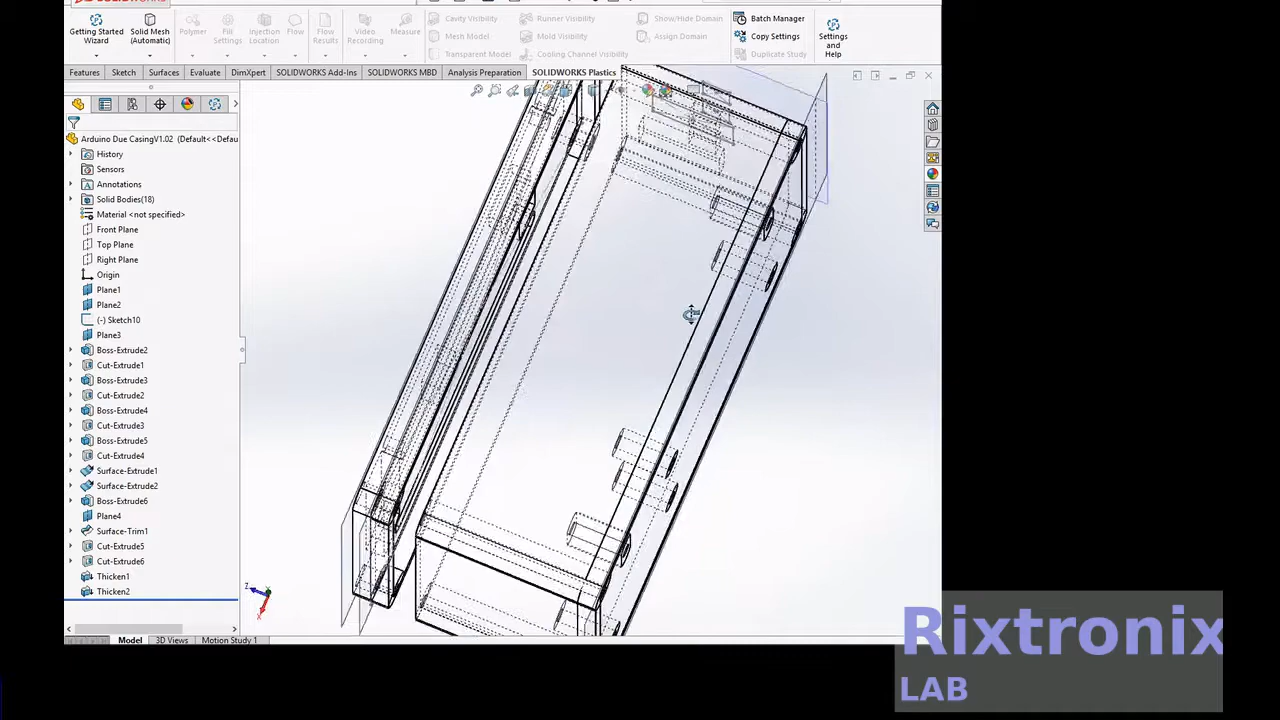 Getting Started Wizard
Solid Mesh (Automatic)
Polymer
Fill Settings
Injection Location
Flow
Flow Results
Video Recording
Measure
Cavity Visibility
Mesh Model
Transparent Model
Runner Visibility
Mold Visibility
Cooling Channel Visibility
Show/Hide Domain
Assign Domain
Batch Manager
Copy Settings
Duplicate Study
Settings and Help
Features
Sketch
Surfaces
Evaluate
DimXpert
SOLIDWORKS Add-Ins
SOLIDWORKS MBD
Analysis Preparation
SOLIDWORKS Plastics
Arduino Due CasingV1.02 (Default<<Defau
History
Sensors
Annotations
Solid Bodies(18)
Material <not specified>
Front Plane
Top Plane
Right Plane
Origin
Plane1
Plane2
(-) Sketch10
Plane3
Boss-Extrude2
Cut-Extrude1
Boss-Extrude3
Cut-Extrude2
Boss-Extrude4
Cut-Extrude3
Boss-Extrude5
Cut-Extrude4
Surface-Extrude1
Surface-Extrude2
Boss-Extrude6
Plane4
Surface-Trim1
Cut-Extrude5
Cut-Extrude6
Thicken1
Thicken2
Z
X
Model
3D Views
Motion Study 1
Rixtronix
LAB